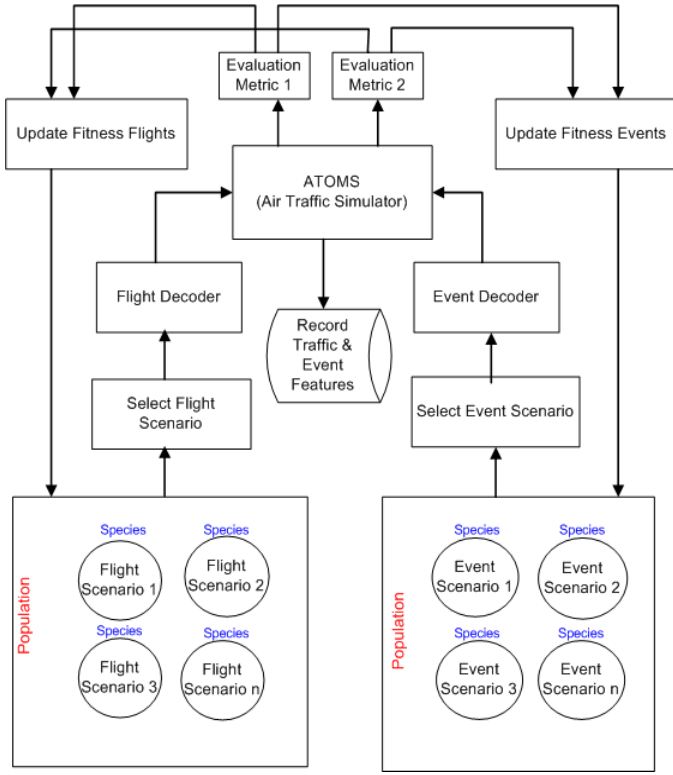 Evaluation
Metric 1
Evaluation
Metric 2
Update Fitness Flights
Update Fitness Events
ATOMS
(Air Traffic Simulator)
Flight Decoder
Event Decoder
Record
Traffic &
Event
Features
Select Flight
Scenario
Select Event Scenario
Population
Species
Flight
Scenario 1
Species
Flight
Scenario 2
Species
Flight
Scenario 3
Species
Flight
Scenario n
Population
Species
Event
Scenario 1
Species
Event
Scenario 2
Species
Event
Scenario 3
Species
Event
Scenario n